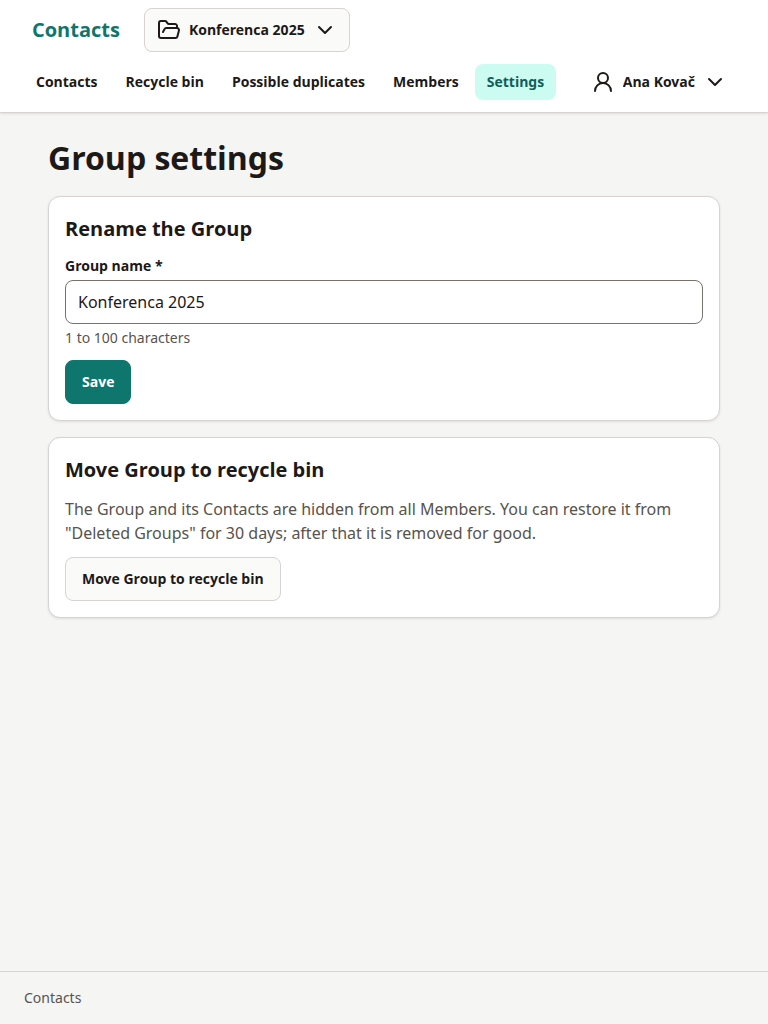 Contacts
Konferenca 2025
Contacts
Recycle bin
Possible duplicates
Members
Settings
Ana Kovač
Group settings
Rename the Group
Group name *
Konferenca 2025
1 to 100 characters
Save
Move Group to recycle bin
The Group and its Contacts are hidden from all Members. You can restore it from
"Deleted Groups" for 30 days; after that it is removed for good.
Move Group to recycle bin
Contacts